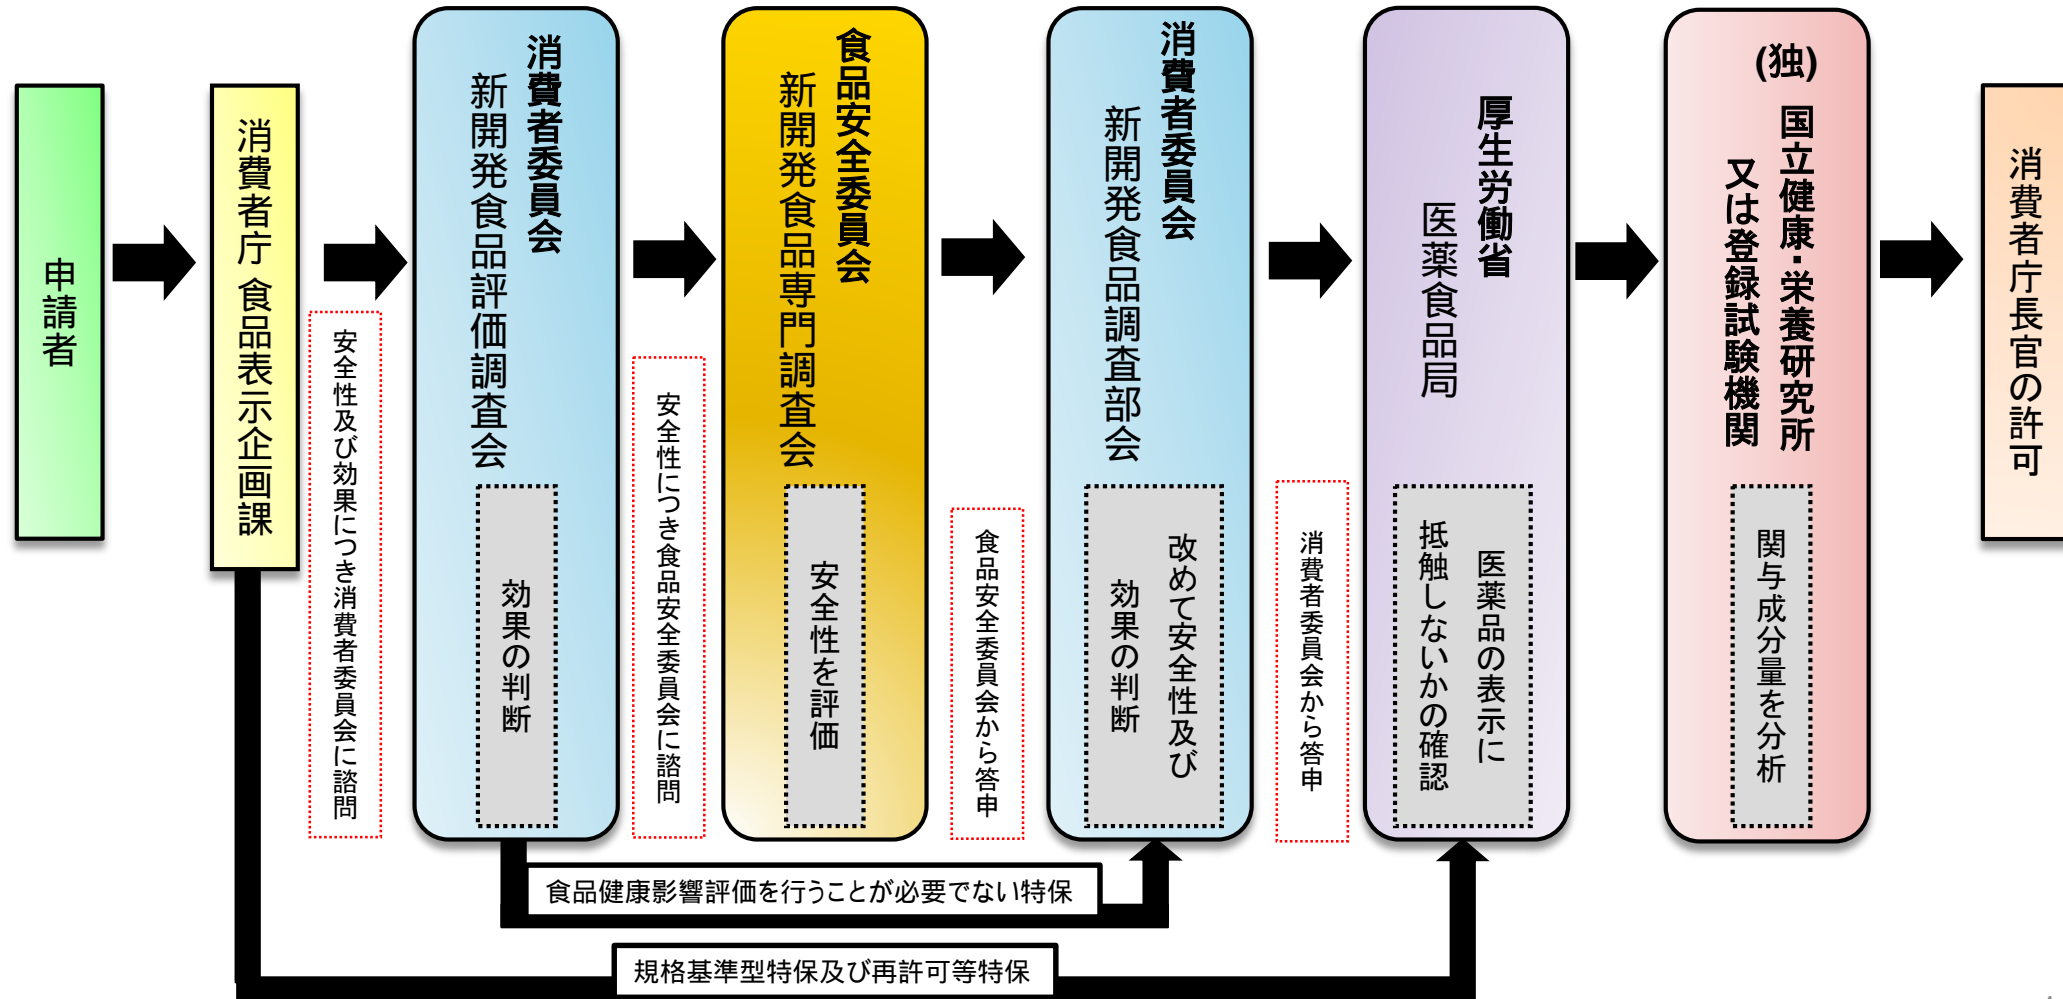 申請者
消費者庁 食品表示企画課
安全性及び効果につき消費者委員会に諮問
消費者委員会
新開発食品評価調査会
効果の判断
安全性につき食品安全委員会に諮問
食品安全委員会
新開発食品専門調査会
安全性を評価
食品安全委員会から答申
消費者委員会
新開発食品調査部会
改めて安全性及び
効果の判断
消費者委員会から答申
厚生労働省
医薬食品局
医薬品の表示に
抵触しないかの確認
(独)
国立健康・栄養研究所
又は登録試験機関
関与成分量を分析
消費者庁長官の許可
食品健康影響評価を行うことが必要でない特保
規格基準型特保及び再許可等特保